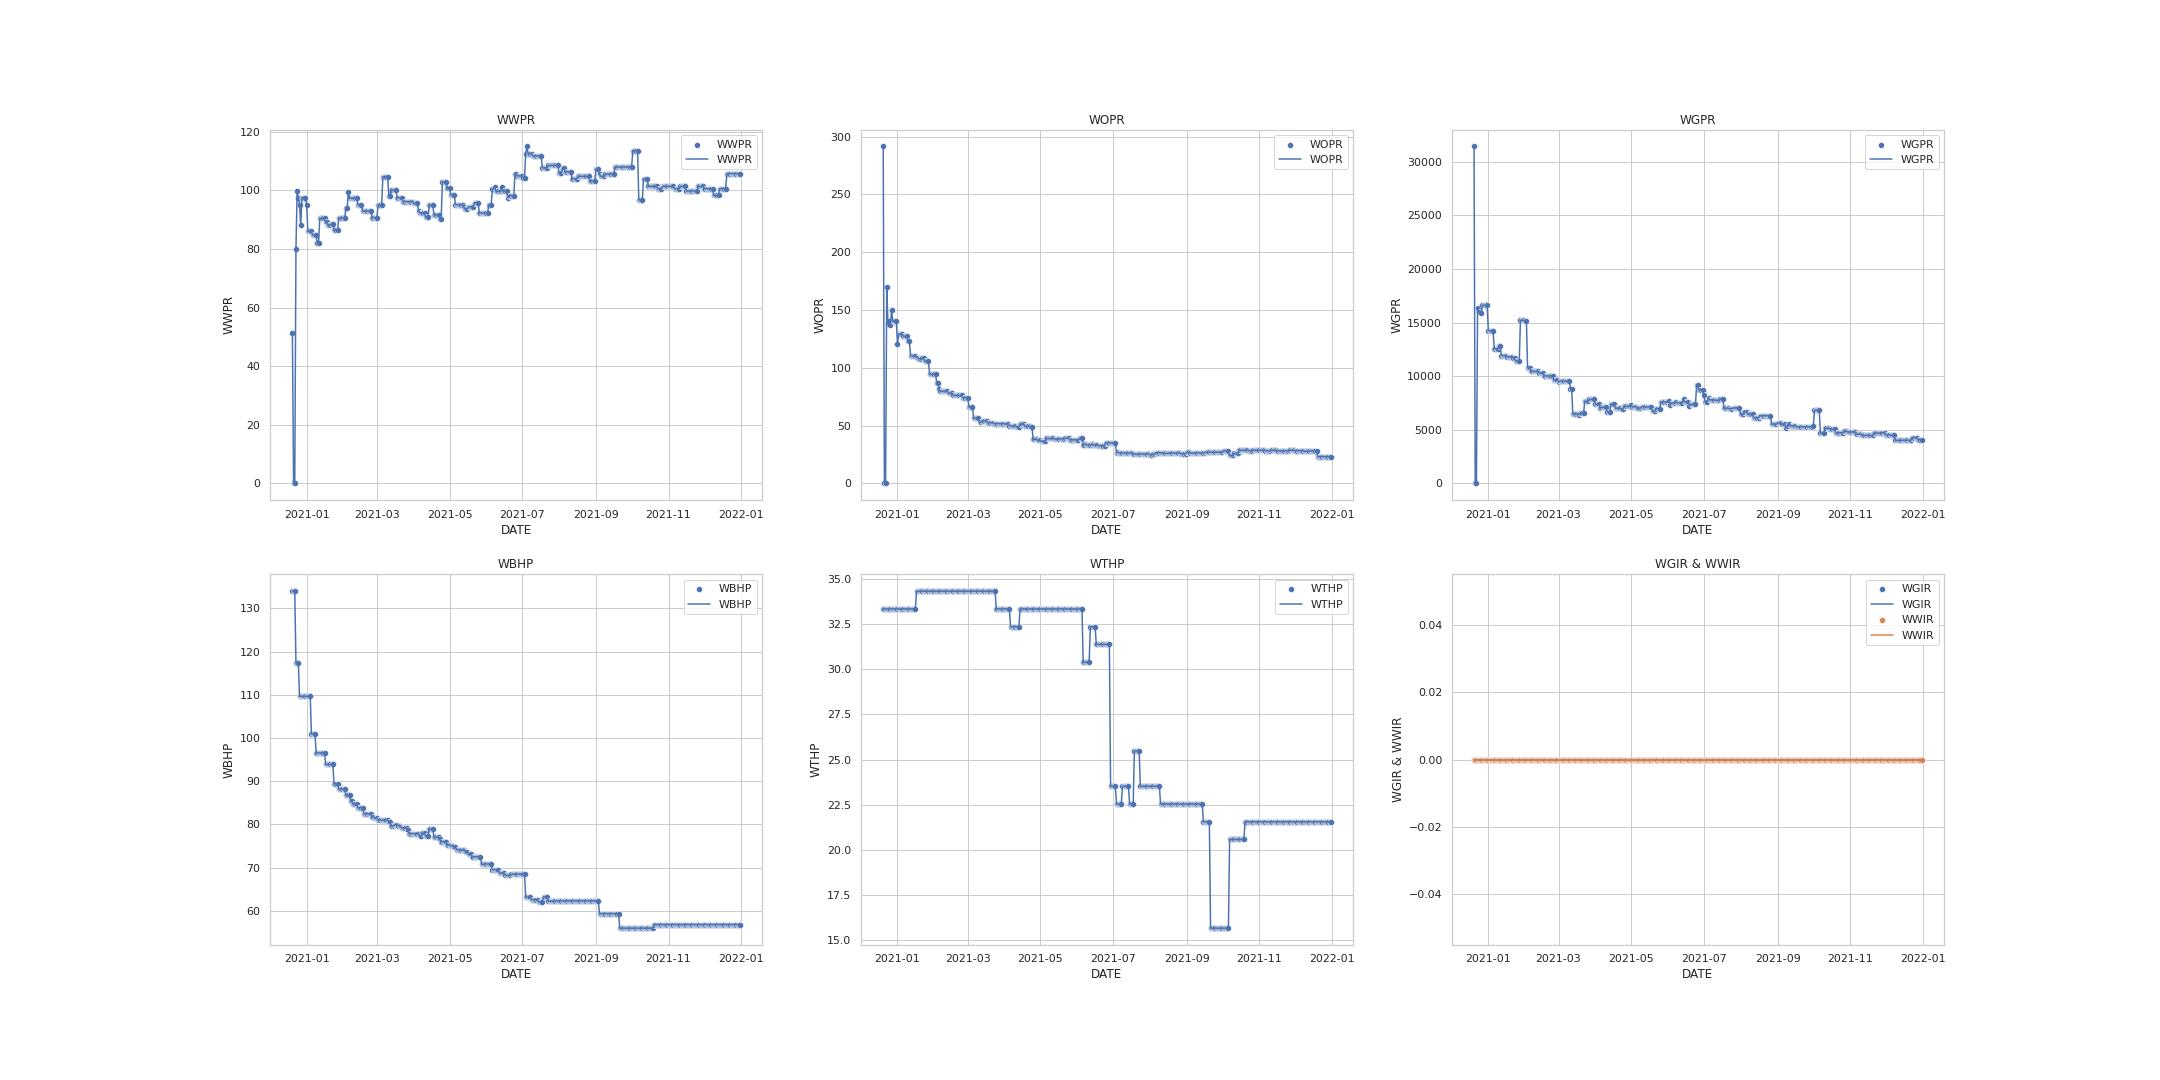 WWPR
120
100
80
60
40
20
0
WWPR
WWPR
WWPR
2021-01 2021-03 2021-05 2021-07 2021-09 2021-11 2022-01
DATE
WOPR
300
250
200
150
100
50
0
WOPR
WOPR
WOPR
2021-01 2021-03 2021-05 2021-07 2021-09 2021-11 2022-01
DATE
WGPR
30000
25000
20000
15000
10000
5000
0
WGPR
WGPR
WGPR
2021-01 2021-03 2021-05 2021-07 2021-09 2021-11 2022-01
DATE
WBHP
130
120
110
100
90
80
70
60
WBHP
WBHP
WBHP
2021-01 2021-03 2021-05 2021-07 2021-09 2021-11 2022-01
DATE
WTHP
35.0
32.5
30.0
27.5
25.0
22.5
20.0
17.5
15.0
WTHP
WTHP
WTHP
2021-01 2021-03 2021-05 2021-07 2021-09 2021-11 2022-01
DATE
WGIR & WWIR
0.04
0.02
0.00
−0.02
−0.04
WGIR & WWIR
WGIR
WGIR
WWIR
WWIR
2021-01 2021-03 2021-05 2021-07 2021-09 2021-11 2022-01
DATE